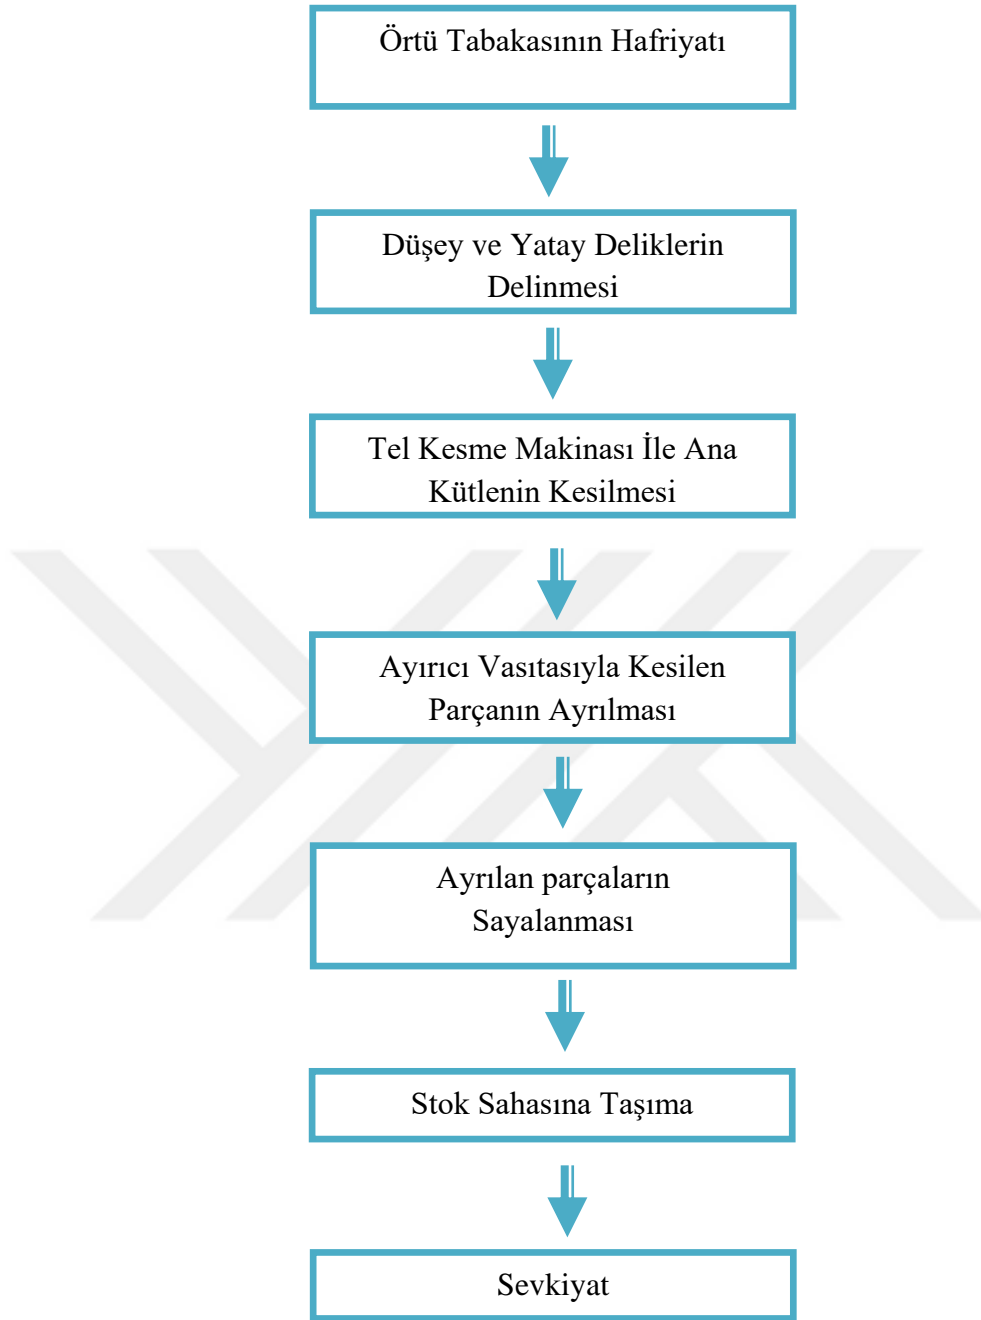 Örtü Tabakasının Hafriyatı
Düşey ve Yatay Deliklerin
Delinmesi
Tel Kesme Makinası İle Ana
Kütlenin Kesilmesi
Ayırıcı Vasıtasıyla Kesilen
Parçanın Ayrılması
Ayrılan parçaların
Sayalanması
Stok Sahasına Taşıma
Sevkiyat